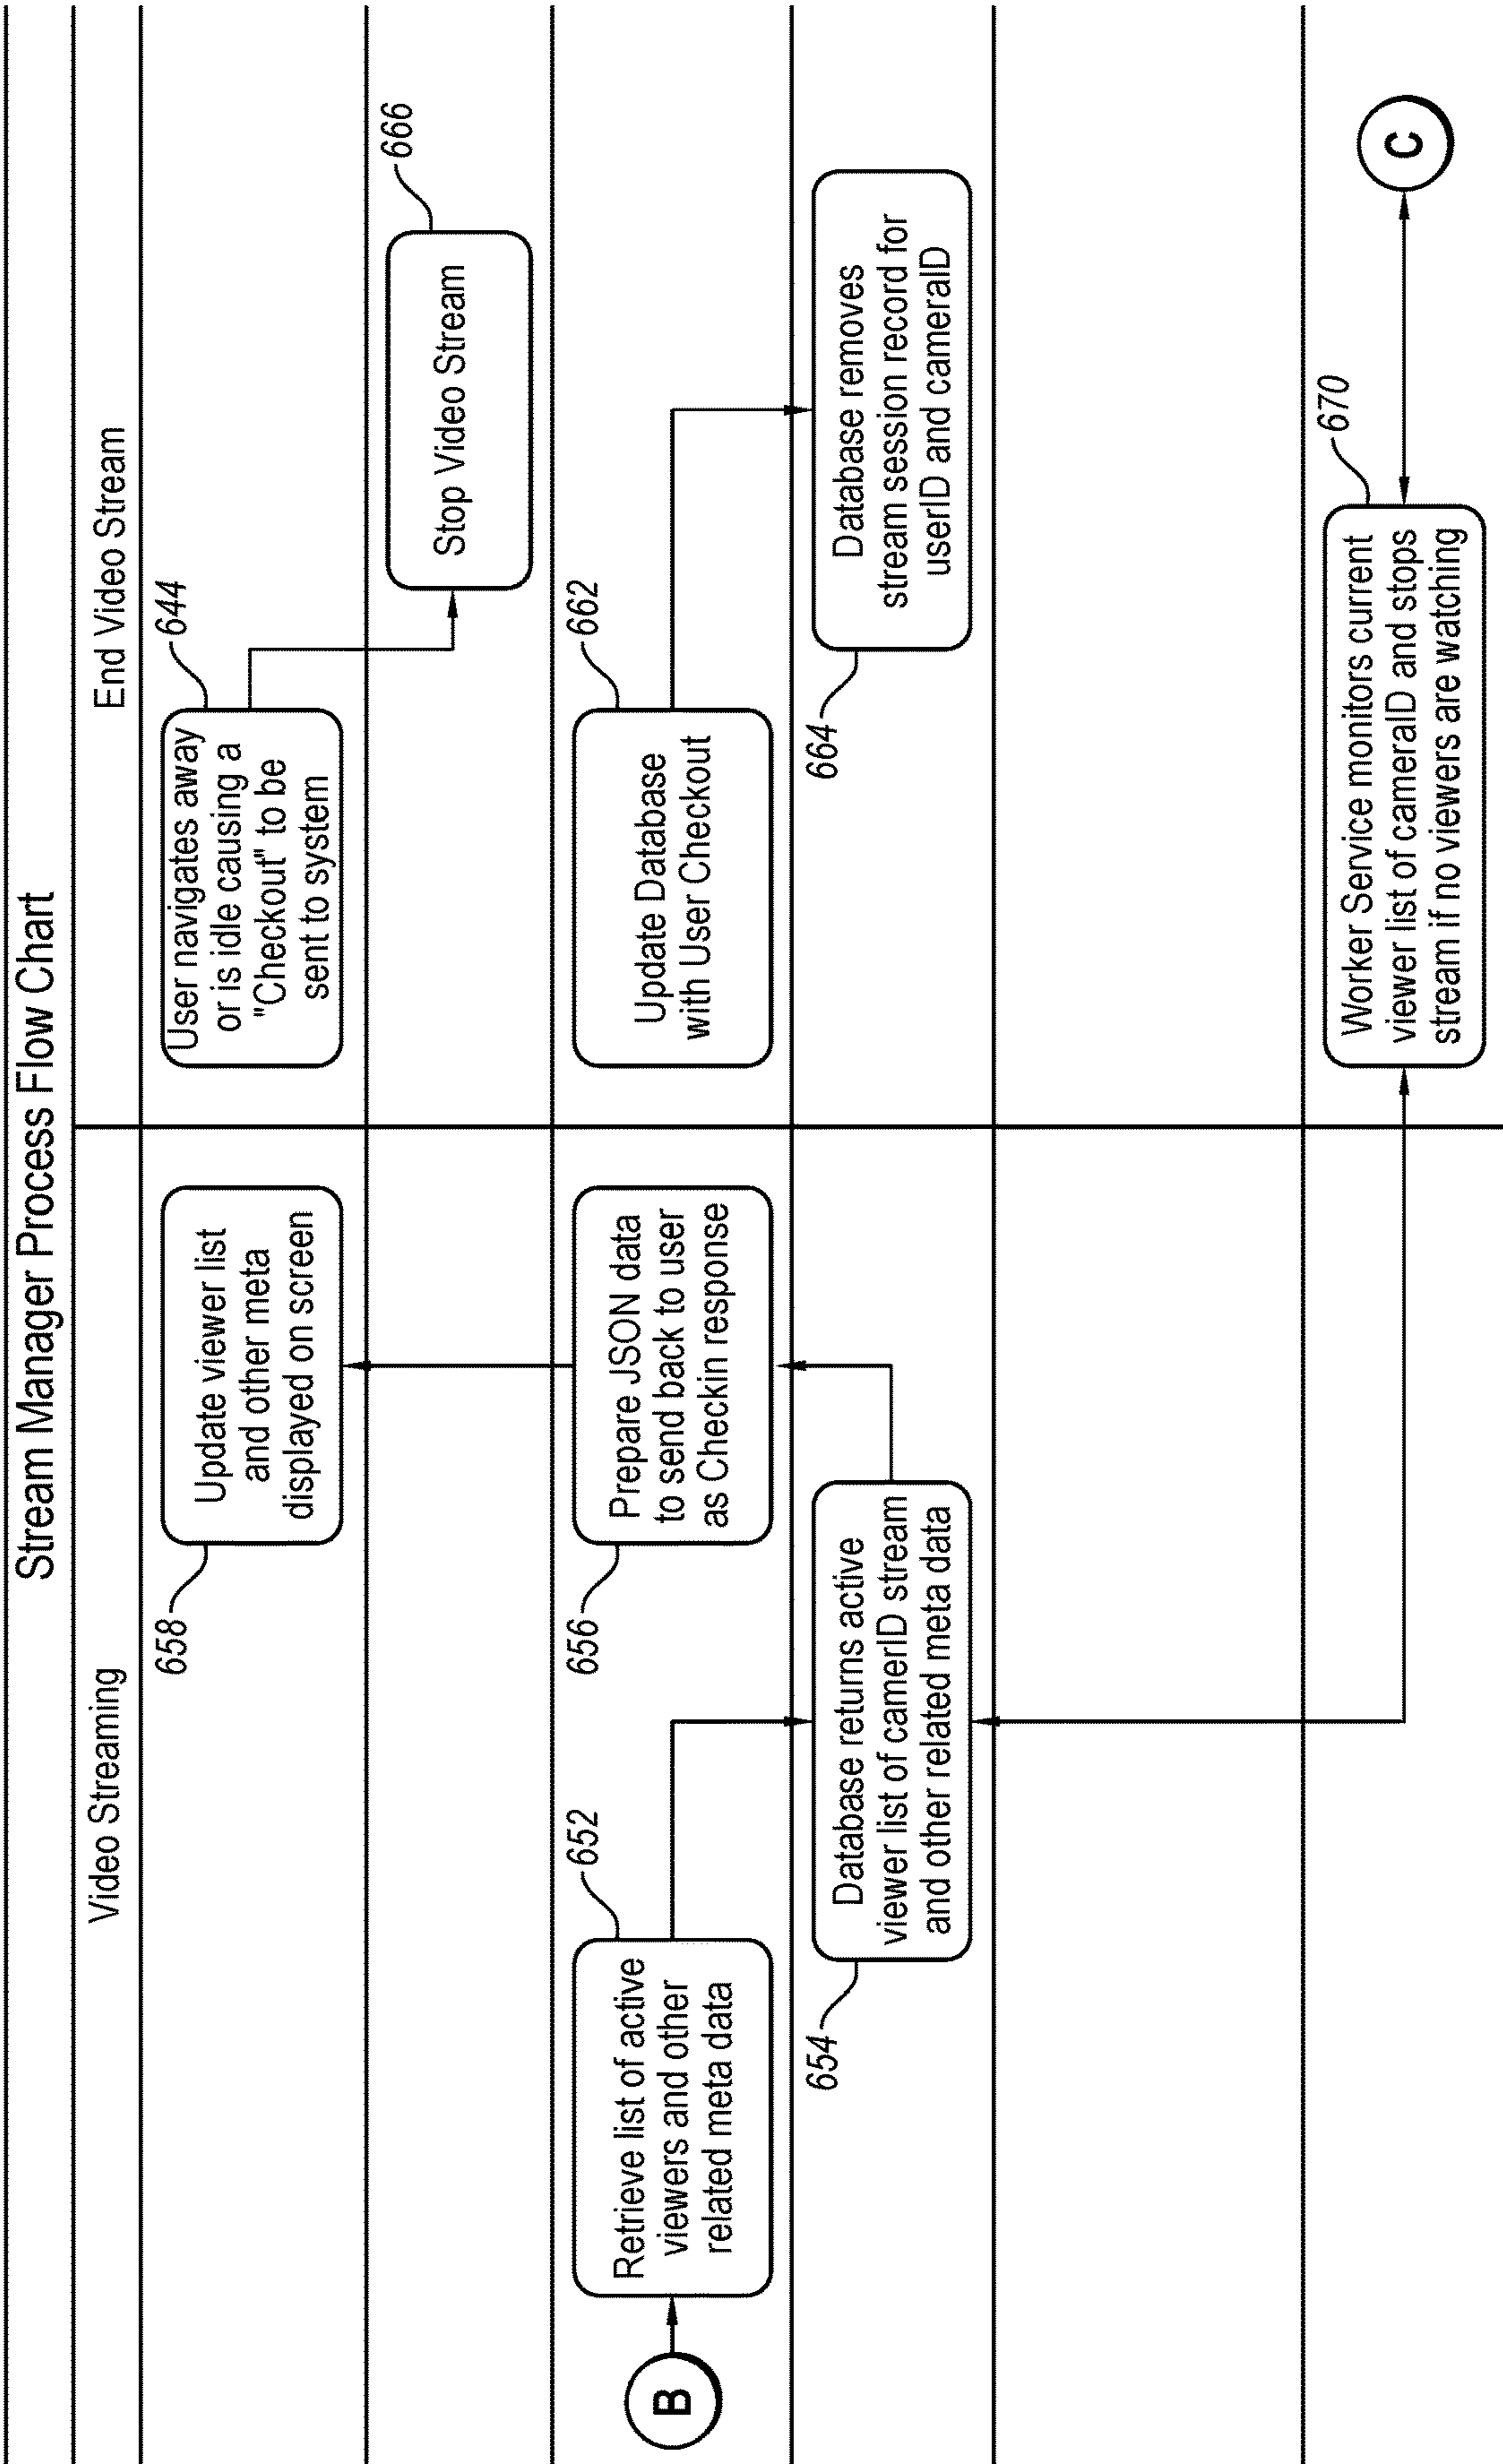 Stream Manager Process Flow Chart
Video Streaming
End Video Stream
658
Update viewer list
and other meta
displayed on screen
644
User navigates away
or is idle causing a
"Checkout" to be
sent to system
666
Stop Video Stream
B
652
Retrieve list of active
viewers and other
related meta data
656
Prepare JSON data
to send back to user
as Checkin response
662
Update Database
with User Checkout
654
Database returns active
viewer list of camerID stream
and other related meta data
664
Database removes
stream session record for
userID and cameraID
670
Worker Service monitors current
viewer list of cameraID and stops
stream if no viewers are watching
C